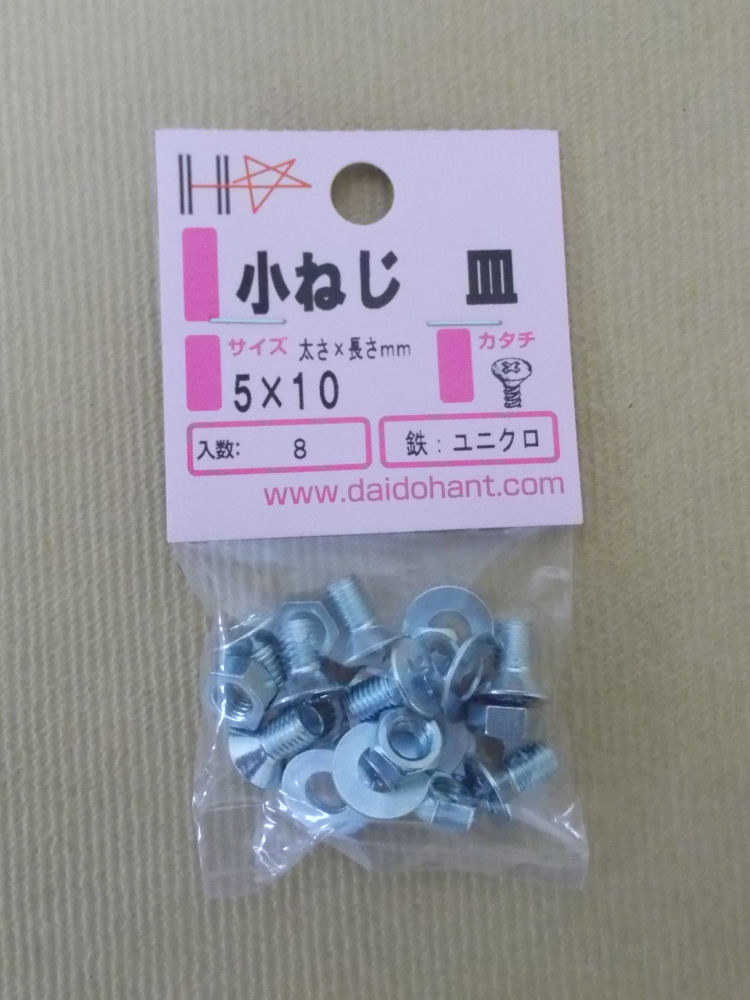 小ねじ 皿
サイズ 太さ×長さmm
5×10
カタチ
入数: 8
鉄:ユニクロ
www.daidohant.com